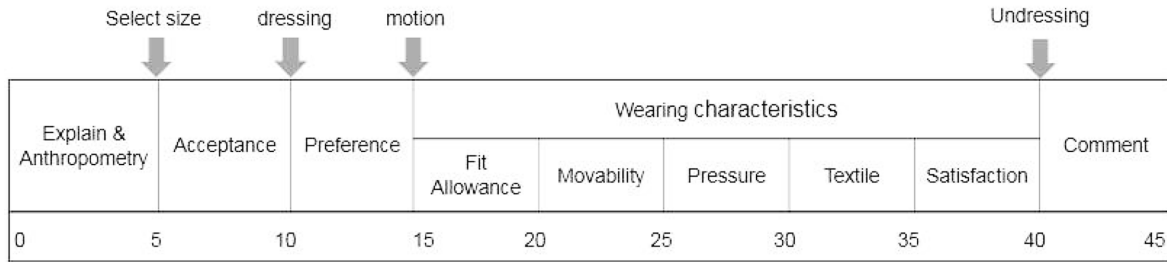 Select size dressing motion Undressing
Explain &
Anthropometry
Acceptance
Preference
Wearing characteristics
Fit
Allowance
Movability
Pressure
Textile
Satisfaction
Comment
0 5 10 15 20 25 30 35 40 45